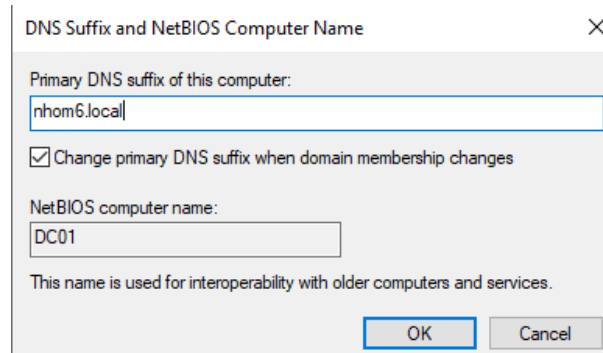 DNS Suffix and NetBIOS Computer Name
Primary DNS suffix of this computer:
nhom6.local
Change primary DNS suffix when domain membership changes
NetBIOS computer name:
DC01
This name is used for interoperability with older computers and services.
OK Cancel